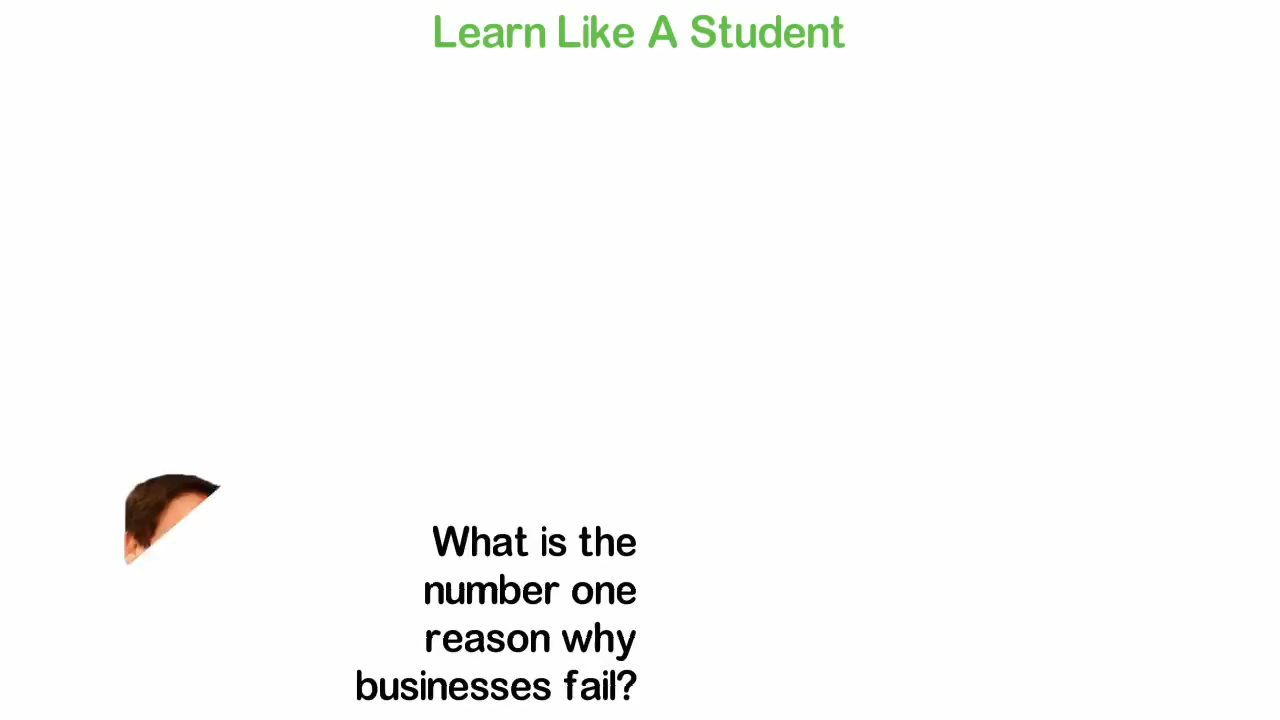 Learn Like A Student
What is the
number one
reason why
businesses fail?